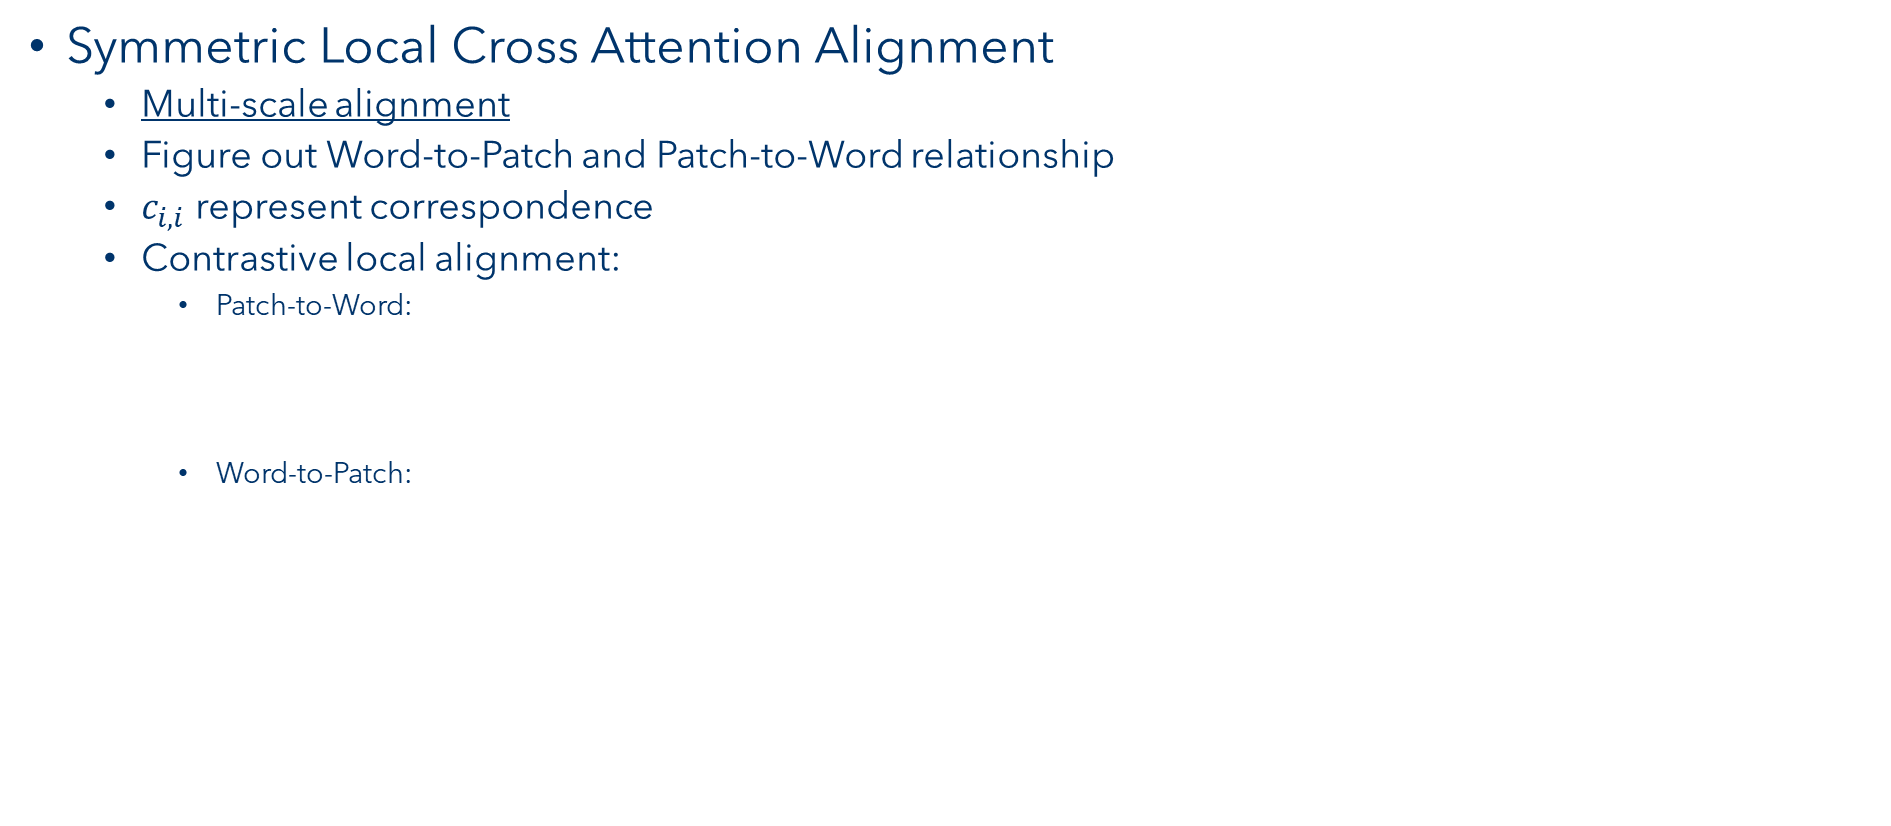 • Symmetric Local Cross Attention Alignment
• Multi-scale alignment
• Figure out Word-to-Patch and Patch-to-Word relationship
• $c_{i,i}$ represent correspondence
• Contrastive local alignment:
• Patch-to-Word:
• Word-to-Patch: